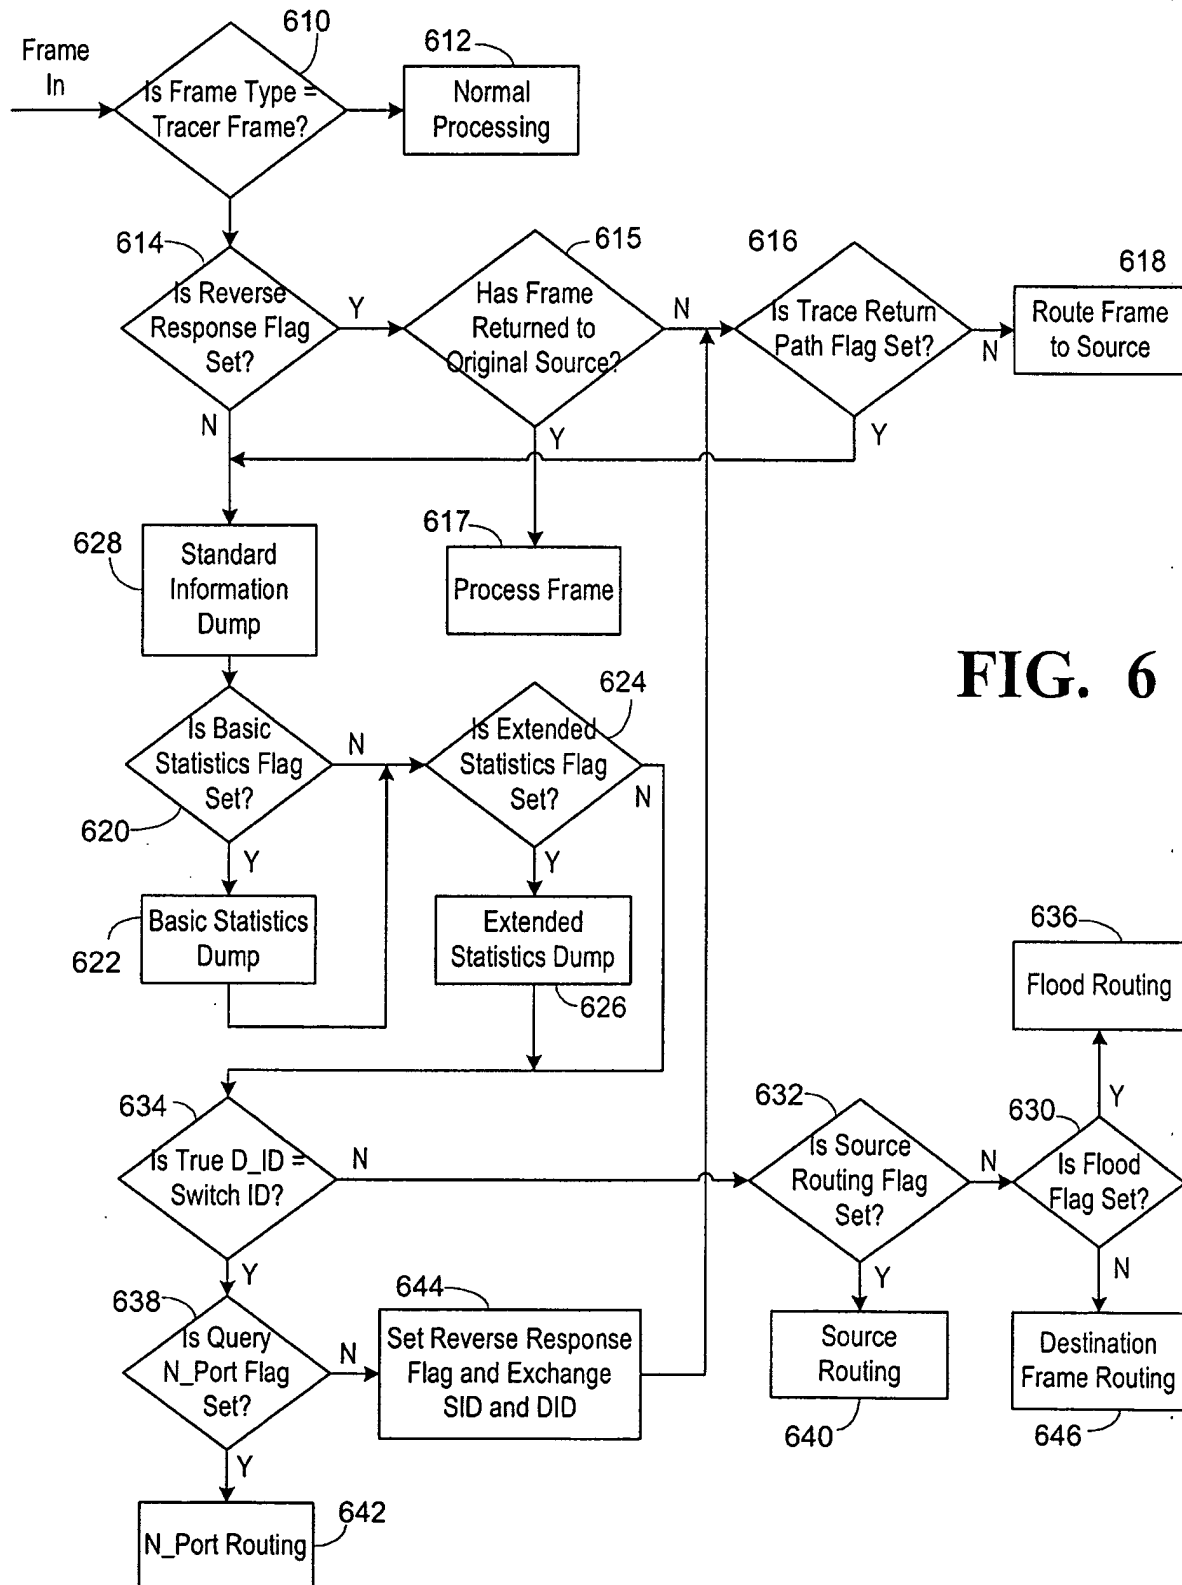 Frame
In
610
Is Frame Type =
Tracer Frame?
612
Normal
Processing
614
Is Reverse
Response Flag
Set?
Y
N
615
Has Frame
Returned to
Original Source?
N
Y
616
Is Trace Return
Path Flag Set?
N
Y
618
Route Frame
to Source
628
Standard
Information
Dump
617
Process Frame
FIG. 6
Is Basic
Statistics Flag
Set?
620
N
Y
624
Is Extended
Statistics Flag
Set?
N
Y
Basic Statistics
Dump
622
Extended
Statistics Dump
626
636
Flood Routing
634
Is True D_ID =
Switch ID?
N
Y
632
Is Source
Routing Flag
Set?
N
Y
630
Is Flood
Flag Set?
Y
N
638
Is Query
N_Port Flag
Set?
N
Y
644
Set Reverse Response
Flag and Exchange
SID and DID
Source
Routing
640
Destination
Frame Routing
646
N_Port Routing
642